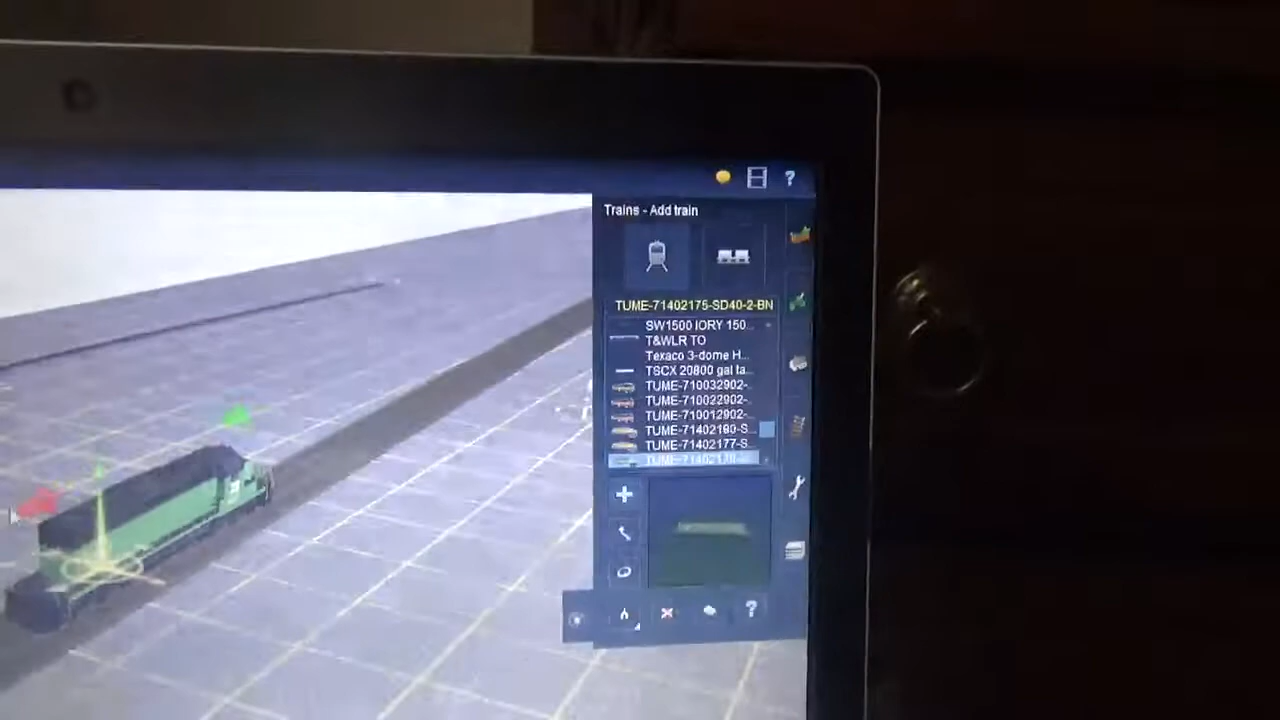 ?
Trains - Add train
TUME-71402175-SD40-2-BN
SW1500 IORY 150...
T&WLR TO
Texaco 3-dome H...
TSCX 20800 gal ta...
TUME-710032902-...
TUME-710022902-...
TUME-710012902-...
TUME-71402180-S...
TUME-71402177-S...
?